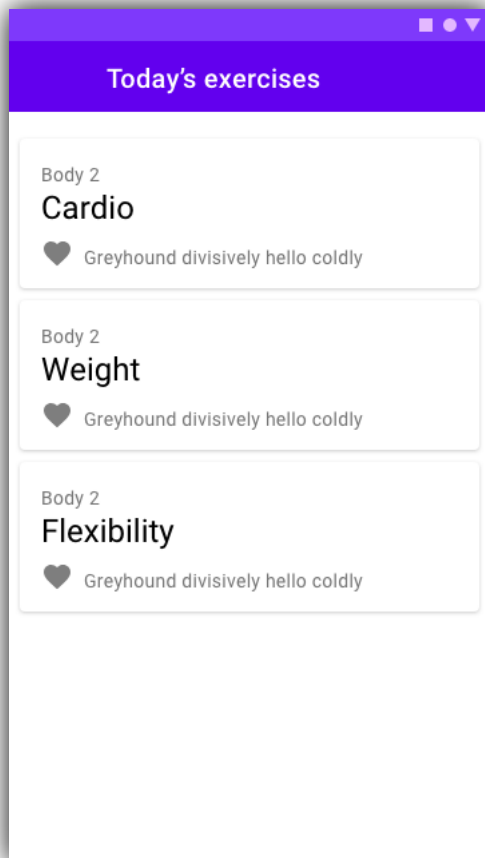 Today’s exercises
Body 2
Cardio
Greyhound divisively hello coldly
Body 2
Weight
Greyhound divisively hello coldly
Body 2
Flexibility
Greyhound divisively hello coldly